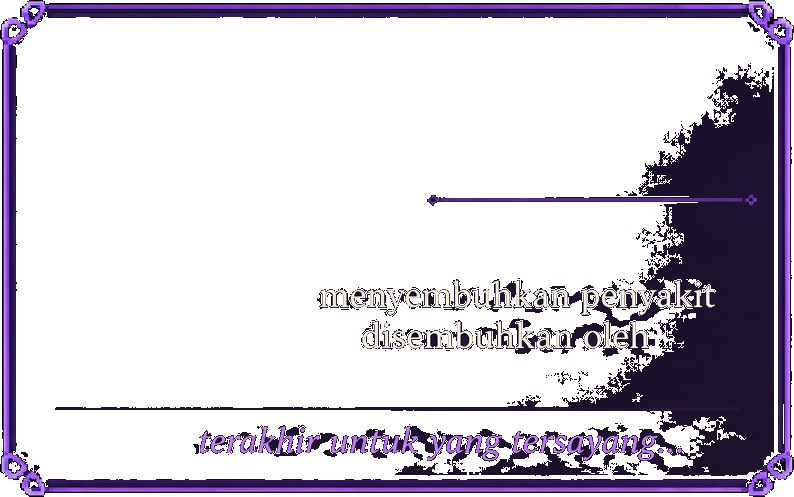 menyembuhkan penyakit
disembuhkan oleh
terakhir untuk yang tersayang...